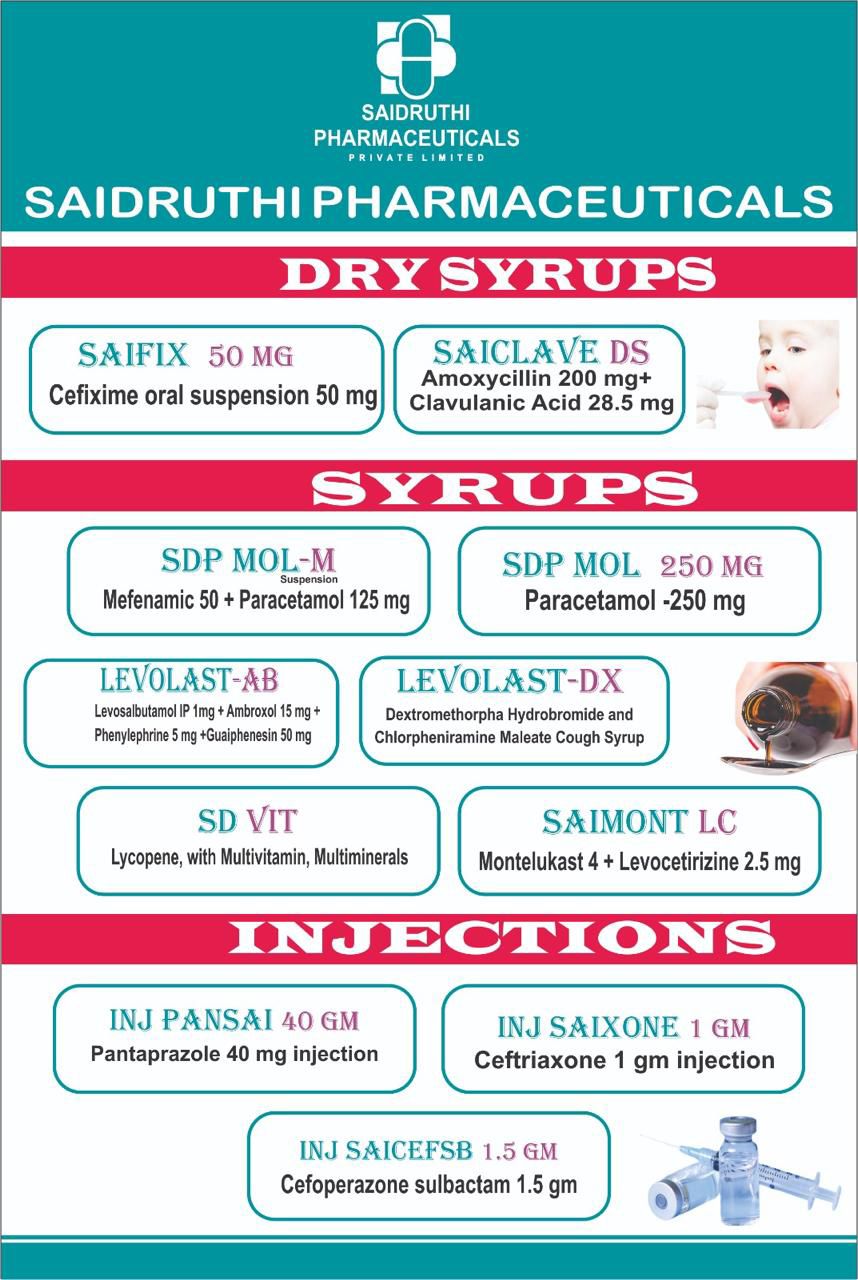 SAIDRUTHI
PHARMACEUTICALS
PRIVATE LIMITED
SAIDRUTHI PHARMACEUTICALS
DRY SYRUPS
SAIFIX 50 MG
Cefixime oral suspension 50 mg
SAICLAVE DS
Amoxycillin 200 mg+
Clavulanic Acid 28.5 mg
SYRUPS
SDP MOL-M
Suspension
Mefenamic 50 + Paracetamol 125 mg
SDP MOL 250 MG
Paracetamol -250 mg
LEVOLAST-AB
Levosalbutamol IP 1mg + Ambroxol 15 mg +
Phenylephrine 5 mg +Guaiphenesin 50 mg
LEVOLAST-DX
Dextromethorpha Hydrobromide and
Chlorpheniramine Maleate Cough Syrup
SD VIT
Lycopene, with Multivitamin, Multiminerals
SAIMONT LC
Montelukast 4 + Levocetirizine 2.5 mg
INJECTIONS
INJ PANSAI 40 GM
Pantaprazole 40 mg injection
INJ SAIXONE 1 GM
Ceftriaxone 1 gm injection
INJ SAICEFSB 1.5 GM
Cefoperazone sulbactam 1.5 gm